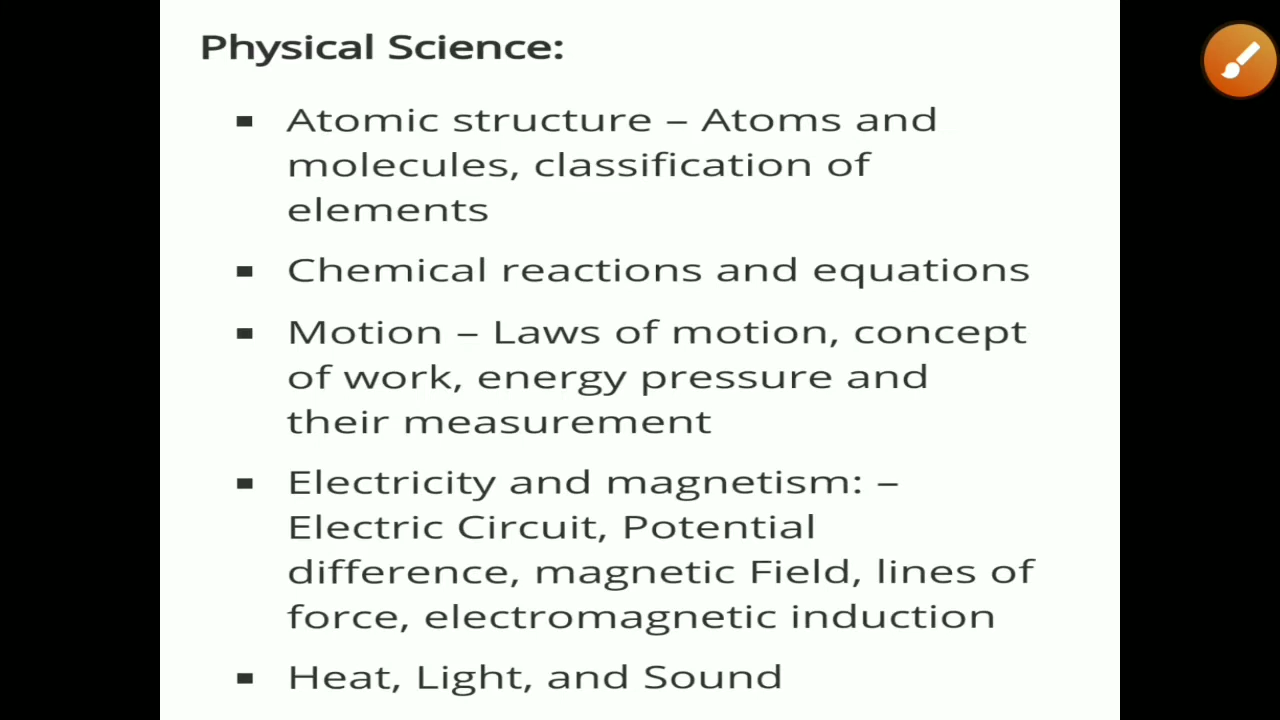 Physical Science:
▪ Atomic structure – Atoms and
molecules, classification of
elements
▪ Chemical reactions and equations
▪ Motion – Laws of motion, concept
of work, energy pressure and
their measurement
▪ Electricity and magnetism: –
Electric Circuit, Potential
difference, magnetic Field, lines of
force, electromagnetic induction
▪ Heat, Light, and Sound